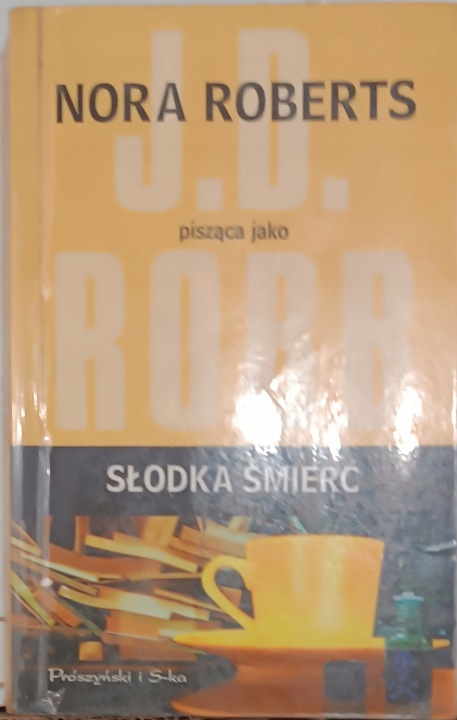 NORA ROBERTS
J.D.
pisząca jako
ROBB
SŁODKA ŚMIERĆ
Prószyński i S-ka